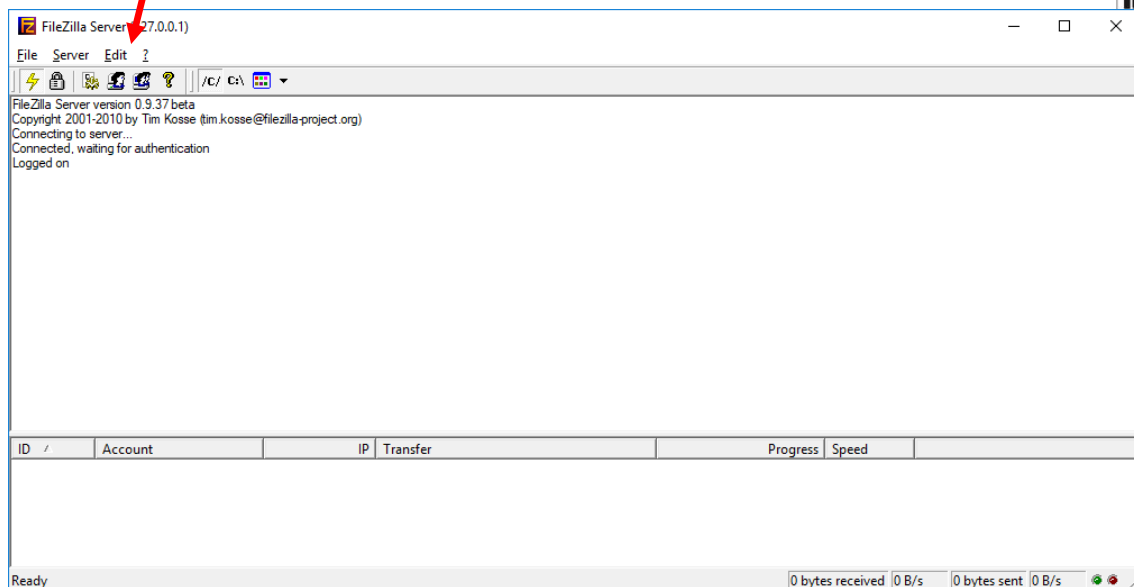 FileZilla Server 27.0.0.1)
File Server Edit ?
/C/ C:\
FileZilla Server version 0.9.37 beta
Copyright 2001-2010 by Tim Kosse (tim.kosse@filezilla-project.org)
Connecting to server...
Connected, waiting for authentication
Logged on
ID / Account IP Transfer Progress Speed
Ready 0 bytes received 0 B/s 0 bytes sent 0 B/s